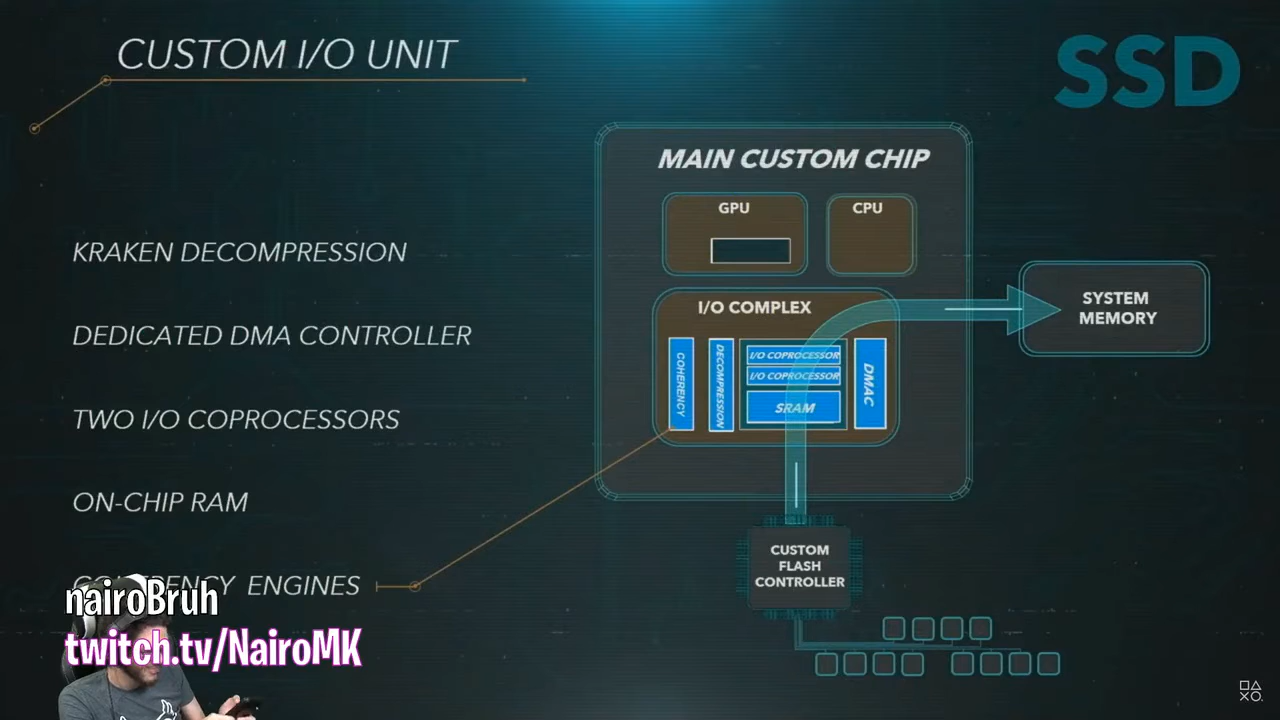 CUSTOM I/O UNIT
SSD
KRAKEN DECOMPRESSION
DEDICATED DMA CONTROLLER
TWO I/O COPROCESSORS
ON-CHIP RAM
ENGINES
MAIN CUSTOM CHIP
GPU
CPU
I/O COMPLEX
COHERENCY
DECOMPRESSION
I/O COPROCESSOR
I/O COPROCESSOR
SRAM
DMAC
SYSTEM
MEMORY
CUSTOM
FLASH
CONTROLLER
nairoBruh
twitch.tv/NairoMK